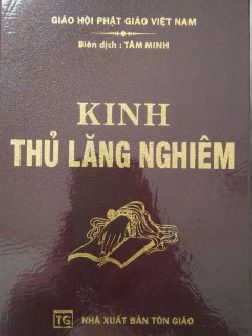 GIÁO HỘI PHẬT GIÁO VIỆT NAM
Biên dịch : TÂM MINH
KINH
THỦ LĂNG NGHIÊM
TG
NHÀ XUẤT BẢN TÔN GIÁO